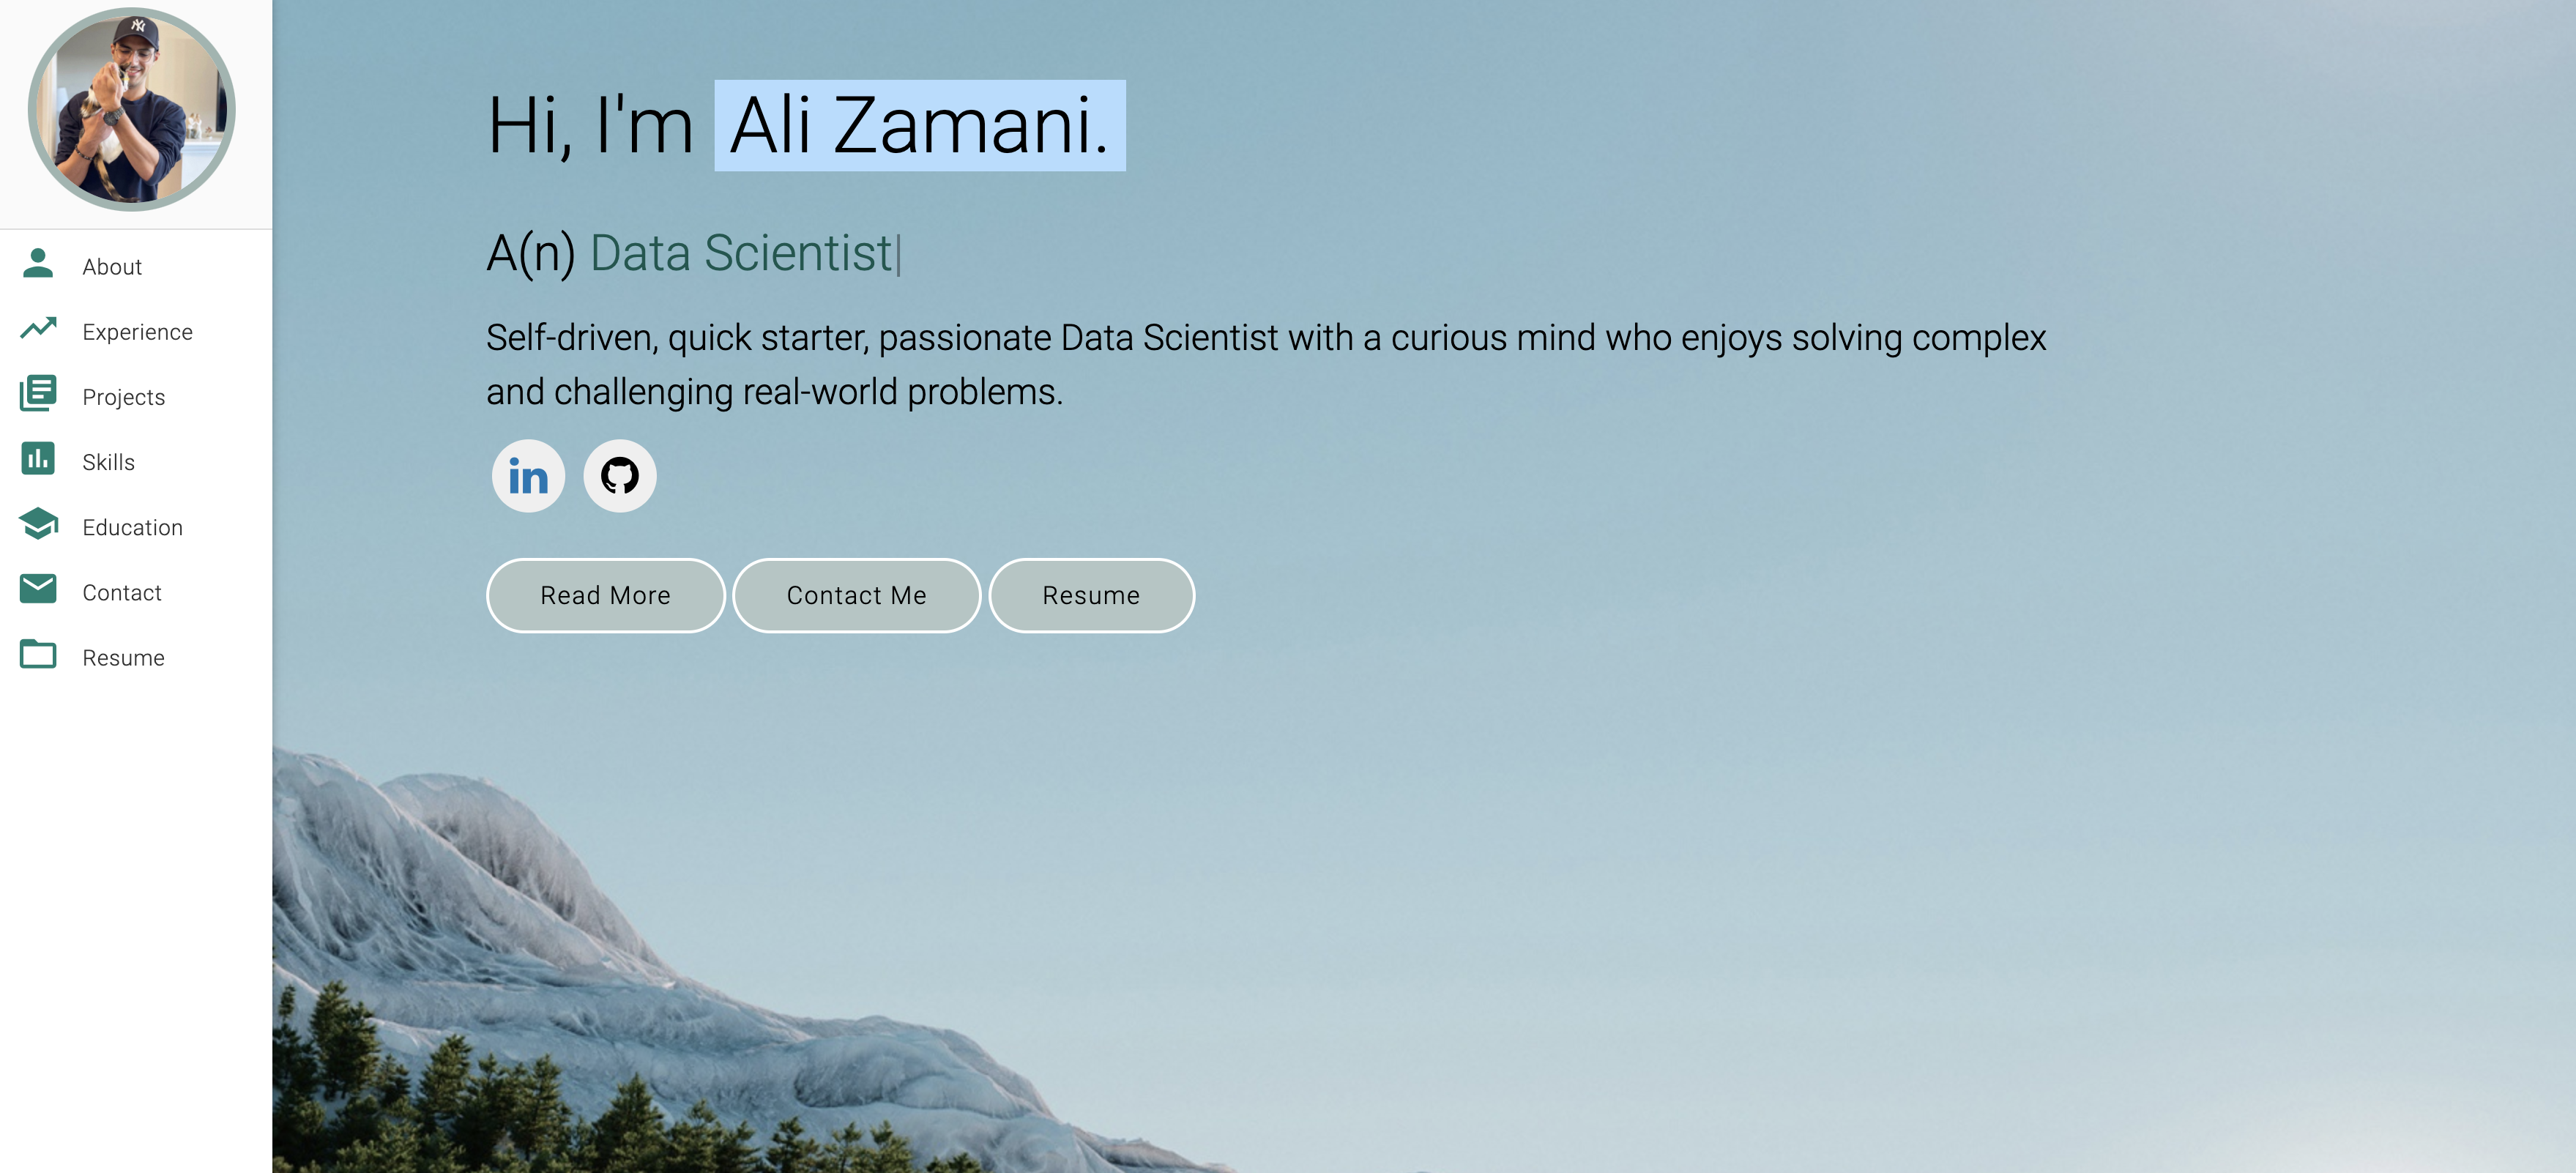 About
Experience
Projects
Skills
Education
Contact
Resume
Hi, I'm Ali Zamani.
A(n) Data Scientist|
Self-driven, quick starter, passionate Data Scientist with a curious mind who enjoys solving complex
and challenging real-world problems.
in
Read More Contact Me Resume